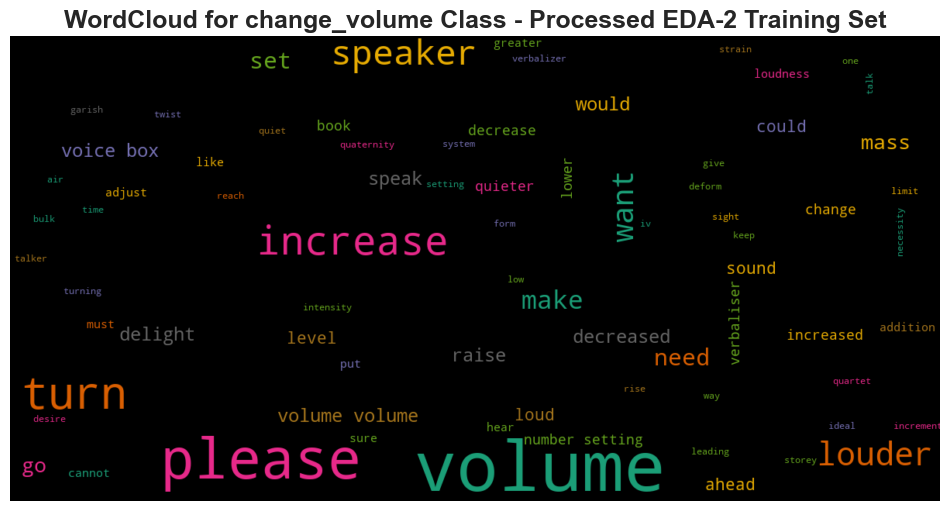 WordCloud for change_volume Class - Processed EDA-2 Training Set
greater
speaker
strain
set
verbalizer
one
loudness
talk
would
garish
twist
book
could
quiet
decrease
mass
quaternity
system
voice box
like
lower
give
speak
air
setting
quieter
want
deform
adjust
reach
limit
time
change
bulk
form
iv
sight
necessity
keep
increase
talker
sound
low
turning
make
intensity
verbaliser
must
delight
level
decreased
increased
addition
raise
need
put
turn
rise
quartet
way
desire
volume volume
loud
hear
ideal
increment
sure
number setting
please
volume
leading
storey
louder
go
cannot
ahead